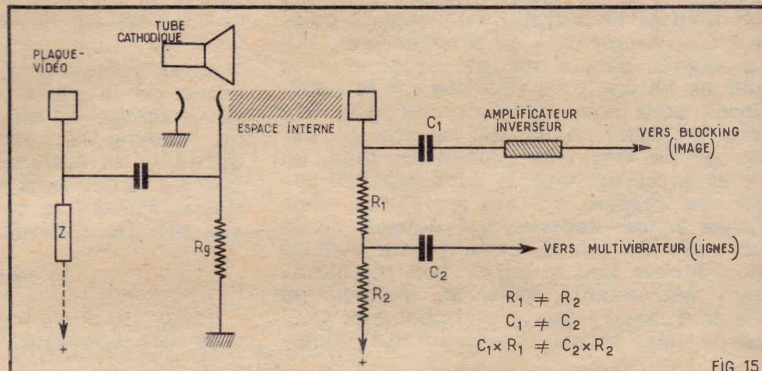 TUBE
CATHODIQUE
PLAQUE-
VIDÉO
ESPACE INTERNE
C1
AMPLIFICATEUR
INVERSEUR
VERS BLOCKING
(IMAGE)
Z
Rg
R1
C2
VERS MULTIVIBRATEUR (LIGNES)
R2
R1 ≠ R2
C1 ≠ C2
C1 x R1 ≠ C2 x R2
+
+
FIG 15